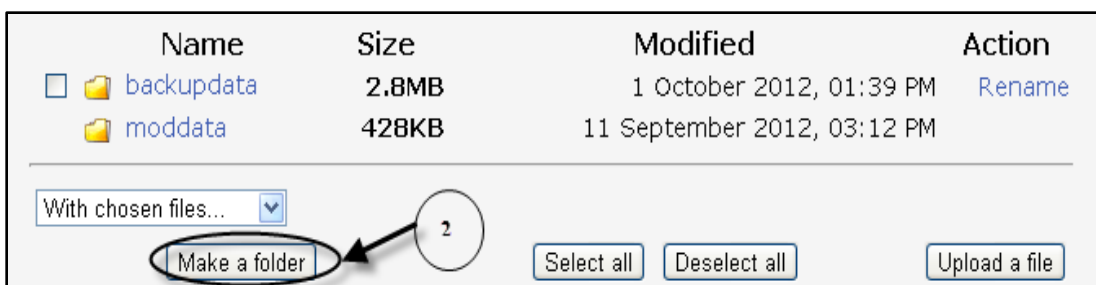 Name Size Modified Action
backupdata 2.8MB 1 October 2012, 01:39 PM Rename
moddata 428KB 11 September 2012, 03:12 PM
With chosen files...
2
Make a folder Select all Deselect all Upload a file